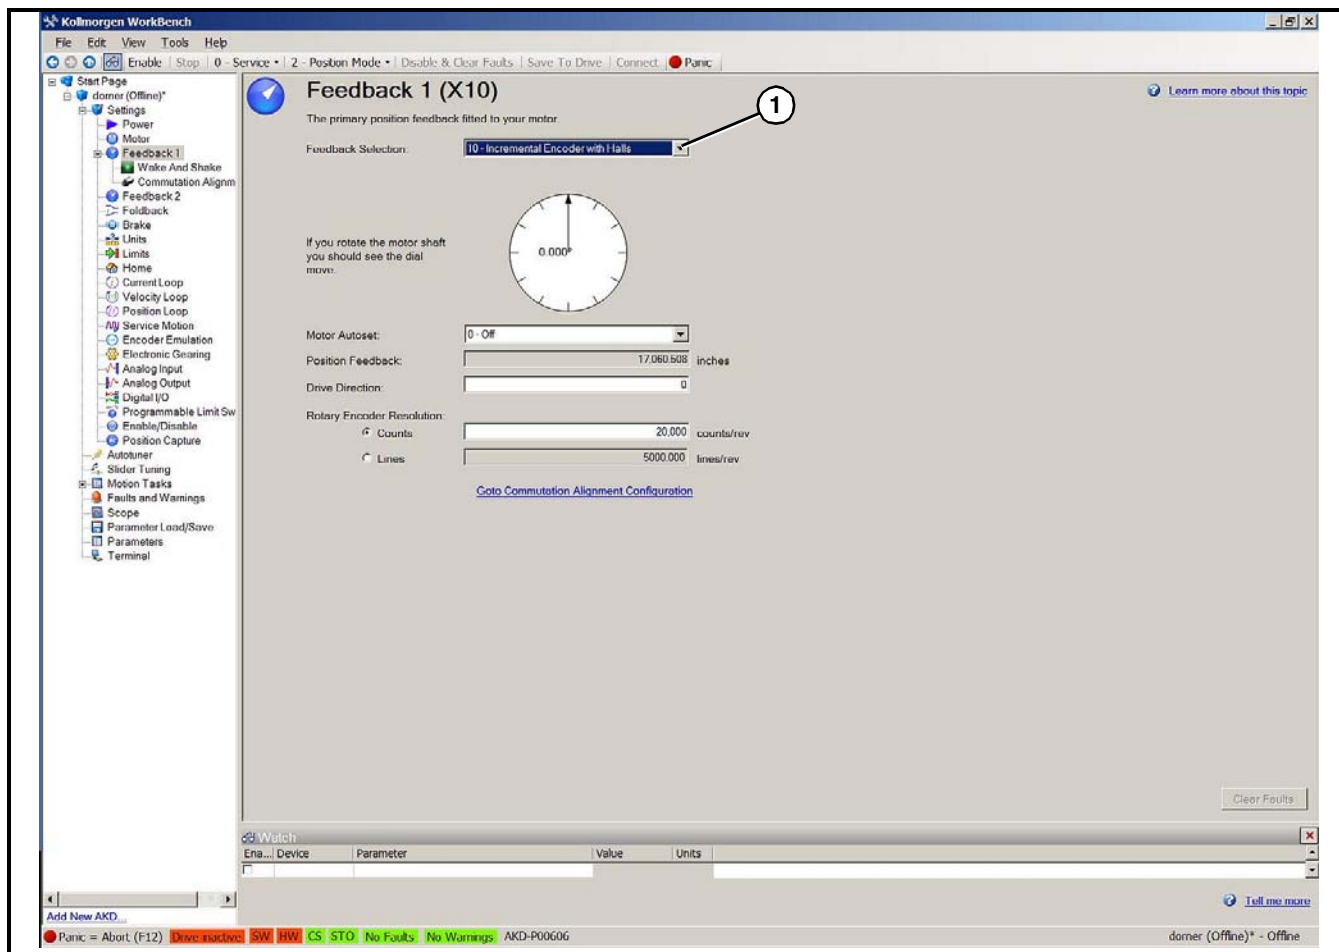 Kollmorgen WorkBench
File Edit View Tools Help
Enable Stop 0 - Service 2 - Position Mode Disable & Clear Faults Save To Drive Connect Panic
Start Page
dorner (Offline)*
Settings
Power
Motor
Feedback 1
Wake And Shake
Commutation Alignm
Feedback 2
Foldback
Brake
Units
Limits
Home
Current Loop
Velocity Loop
Position Loop
Service Motion
Encoder Emulation
Electronic Gearing
Analog Input
Analog Output
Digital I/O
Programmable Limit Sw
Enable/Disable
Position Capture
Autotuner
Slider Tuning
Motion Tasks
Faults and Warnings
Scope
Parameter Load/Save
Parameters
Terminal
Add New AKD...
Feedback 1 (X10)
Learn more about this topic
The primary position feedback fitted to your motor.
1
Feedback Selection: 10 - Incremental Encoder with Halls
If you rotate the motor shaft
you should see the dial
move.
0.000°
Motor Autoset: 0 - Off
Position Feedback: 17,060.508 inches
Drive Direction: 0
Rotary Encoder Resolution:
Counts 20,000 counts/rev
Lines 5000.000 lines/rev
Goto Commutation Alignment Configuration
Clear Faults
Watch
Ena... Device Parameter Value Units
Tell me more
Panic = Abort (F12) Drive inactive SW HW CS STO No Faults No Warnings AKD-P00606 dorner (Offline)* - Offline